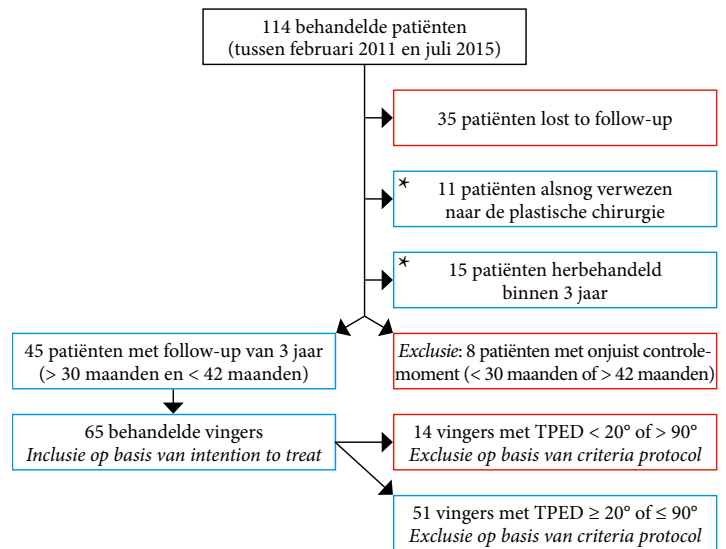 114 behandelde patiënten
(tussen februari 2011 en juli 2015)
35 patiënten lost to follow-up
* 11 patiënten alsnog verwezen
naar de plastische chirurgie
* 15 patiënten herbehandeld
binnen 3 jaar
45 patiënten met follow-up van 3 jaar
(> 30 maanden en < 42 maanden)
Exclusie: 8 patiënten met onjuist controle-
moment (< 30 maanden of > 42 maanden)
65 behandelde vingers
Inclusie op basis van intention to treat
14 vingers met TPED < 20° of > 90°
Exclusie op basis van criteria protocol
51 vingers met TPED ≥ 20° of ≤ 90°
Exclusie op basis van criteria protocol